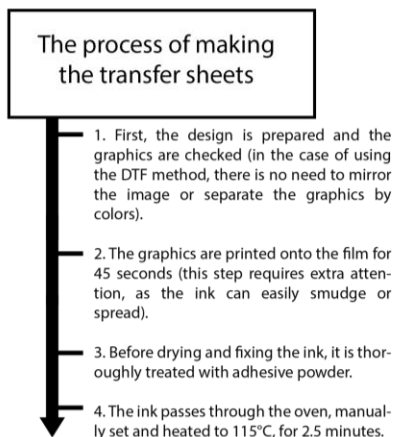 The process of making
the transfer sheets
1. First, the design is prepared and the
graphics are checked (in the case of using
the DTF method, there is no need to mirror
the image or separate the graphics by
colors).
2. The graphics are printed onto the film for
45 seconds (this step requires extra atten-
tion, as the ink can easily smudge or
spread).
3. Before drying and fixing the ink, it is thor-
oughly treated with adhesive powder.
4. The ink passes through the oven, manual-
ly set and heated to 115°C, for 2.5 minutes.